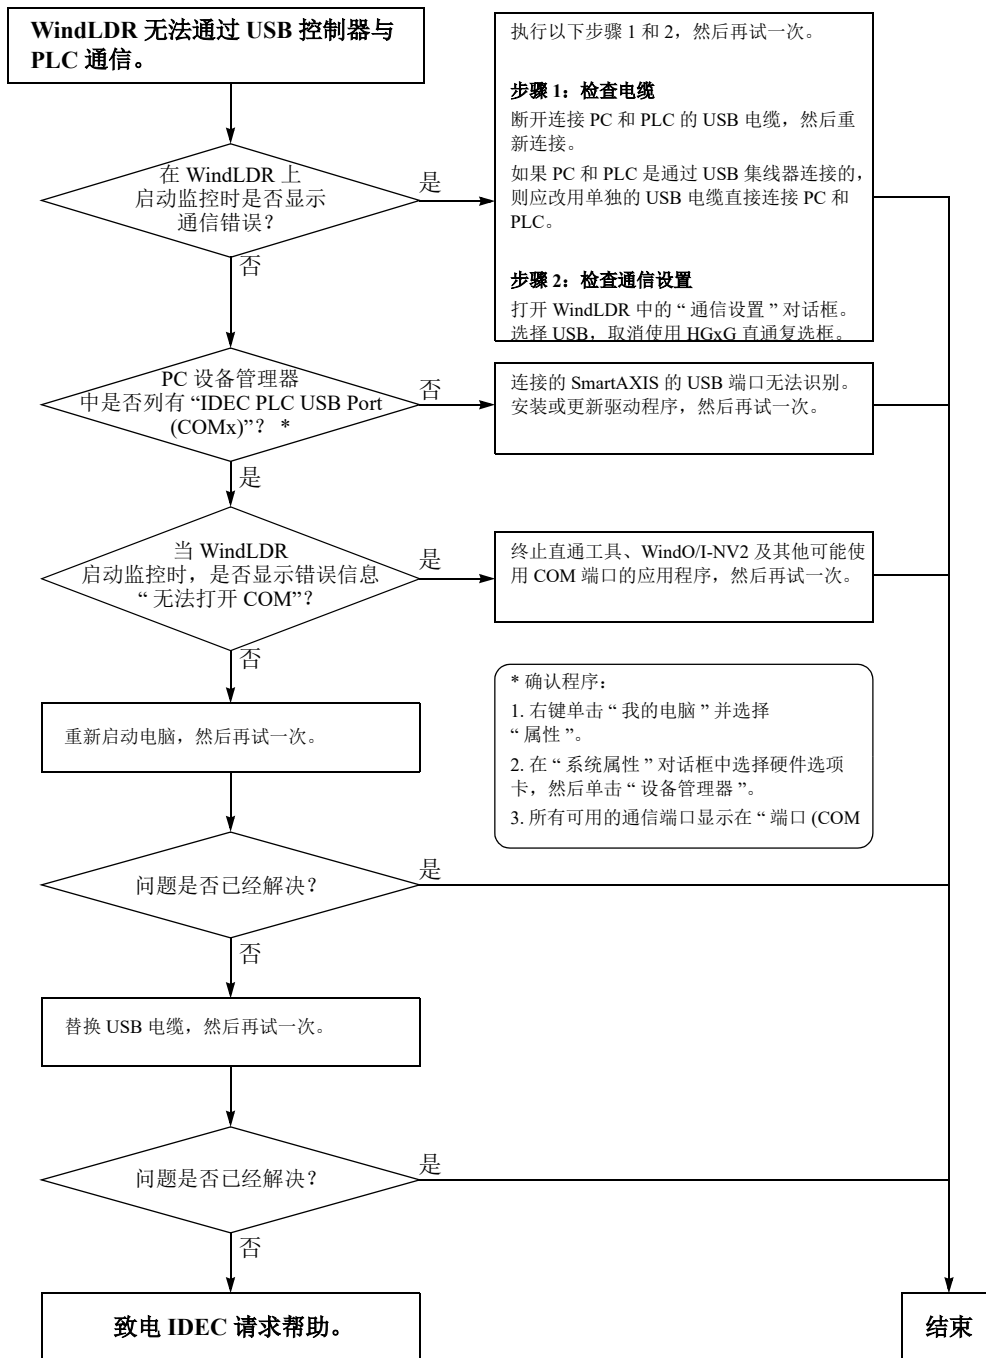 WindLDR 无法通过 USB 控制器与
PLC 通信。
在 WindLDR 上
启动监控时是否显示
通信错误？
是
执行以下步骤 1 和 2，然后再试一次。
步骤 1：检查电缆
断开连接 PC 和 PLC 的 USB 电缆，然后重
新连接。
如果 PC 和 PLC 是通过 USB 集线器连接的，
则应改用单独的 USB 电缆直接连接 PC 和
PLC。
步骤 2：检查通信设置
打开 WindLDR 中的 “ 通信设置 ” 对话框。
选择 USB，取消使用 HGxG 直通复选框。
否
PC 设备管理器
中是否列有 “IDEC PLC USB Port
(COMx)”？ *
否
连接的 SmartAXIS 的 USB 端口无法识别。
安装或更新驱动程序，然后再试一次。
是
当 WindLDR
启动监控时，是否显示错误信息
“ 无法打开 COM”？
是
终止直通工具、WindO/I-NV2 及其他可能使
用 COM 端口的应用程序，然后再试一次。
否
重新启动电脑，然后再试一次。
* 确认程序：
1. 右键单击 “ 我的电脑 ” 并选择
“ 属性 ”。
2. 在 “ 系统属性 ” 对话框中选择硬件选项
卡，然后单击 “ 设备管理器 ”。
3. 所有可用的通信端口显示在 “ 端口 (COM
问题是否已经解决？
是
否
替换 USB 电缆，然后再试一次。
问题是否已经解决？
是
否
致电 IDEC 请求帮助。
结束